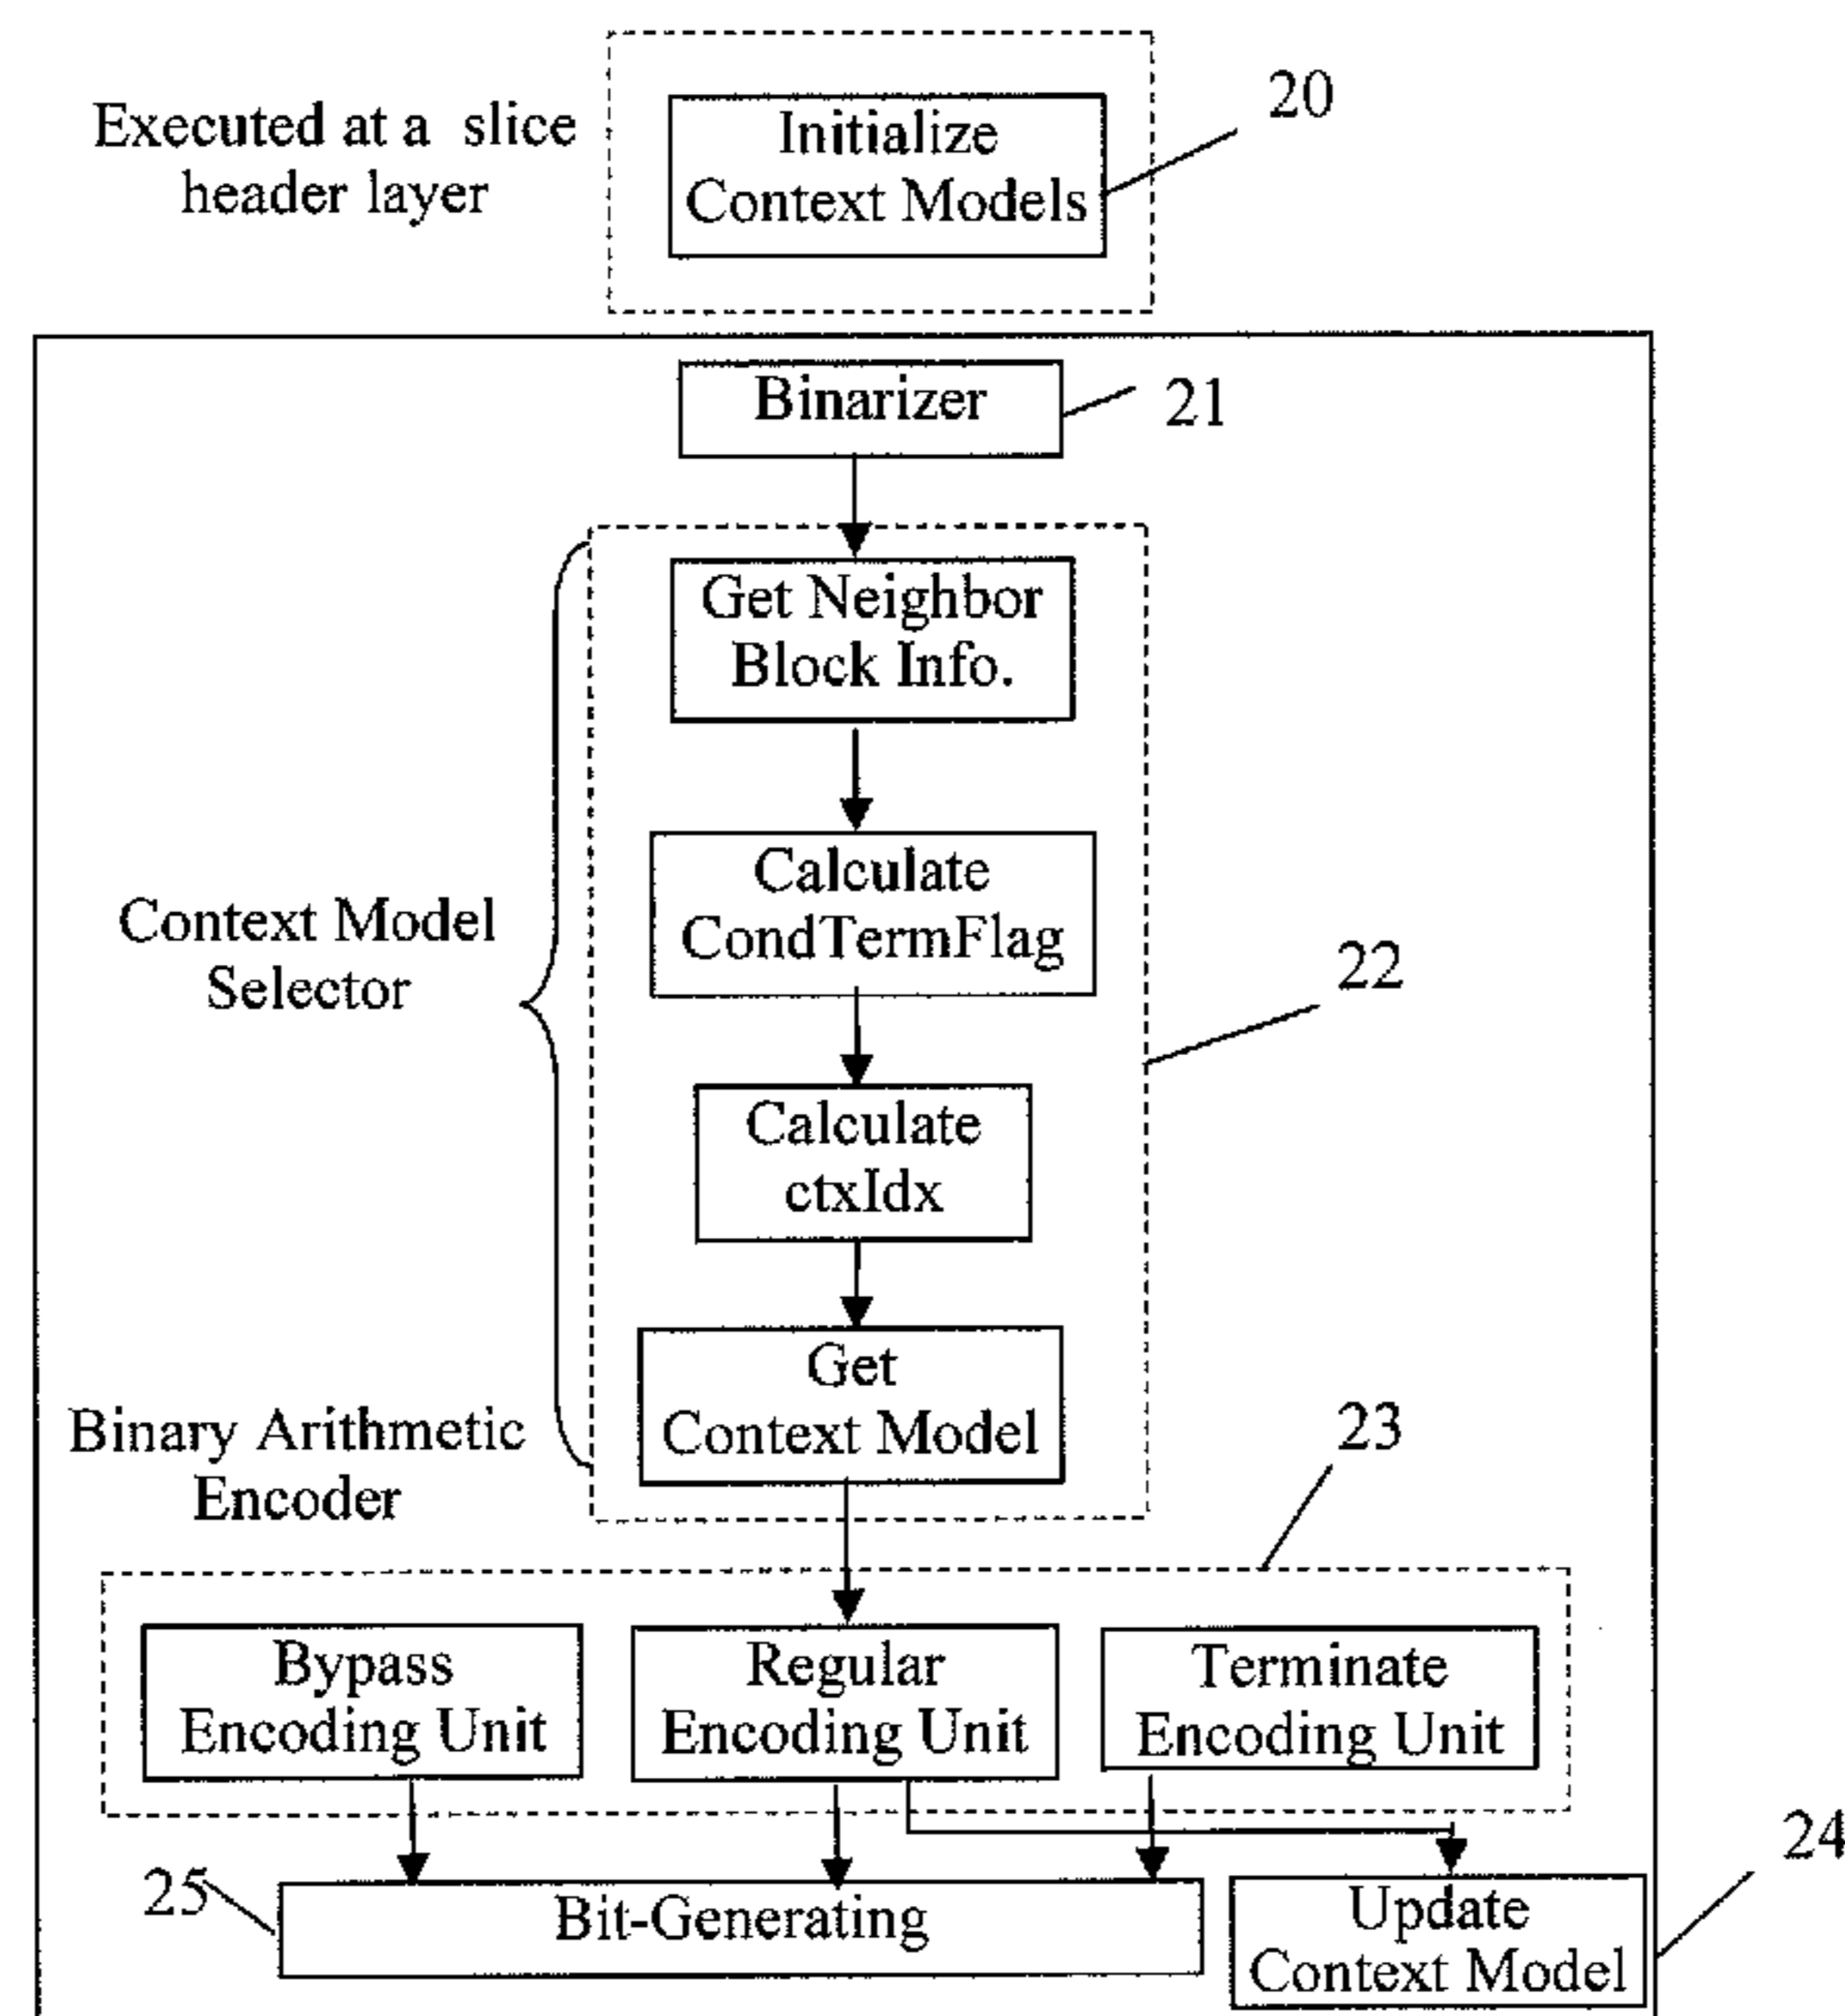 Executed at a slice
header layer
Initialize
Context Models
20
Binarizer
21
Get Neighbor
Block Info.
Calculate
CondTermFlag
Context Model
Selector
22
Calculate
ctxIdx
Get
Context Model
Binary Arithmetic
Encoder
23
Bypass
Encoding Unit
Regular
Encoding Unit
Terminate
Encoding Unit
24
25
Bit-Generating
Update
Context Model